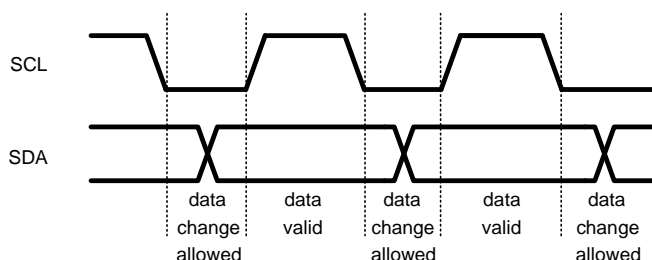 SCL
SDA
data data data data data
change valid change valid change
allowed allowed allowed